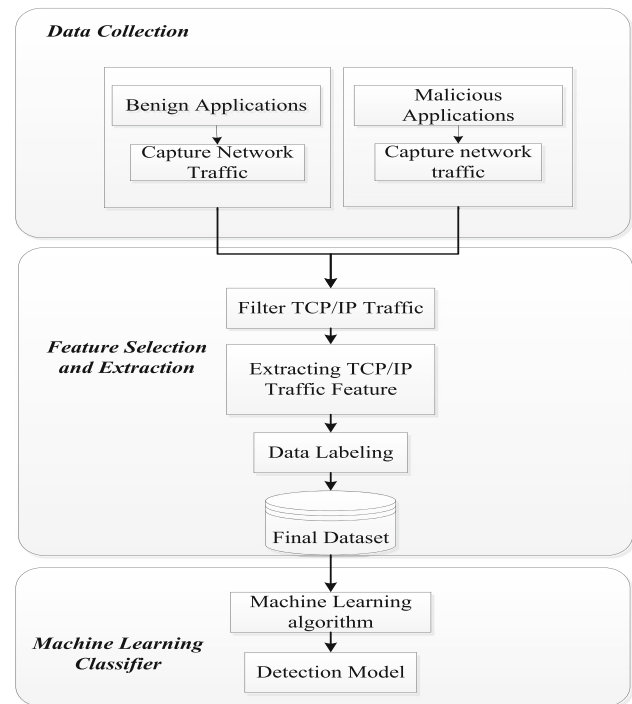 Data Collection
Benign Applications
Capture Network
Traffic
Malicious
Applications
Capture network
traffic
Feature Selection
and Extraction
Filter TCP/IP Traffic
Extracting TCP/IP
Traffic Feature
Data Labeling
Final Dataset
Machine Learning
Classifier
Machine Learning
algorithm
Detection Model